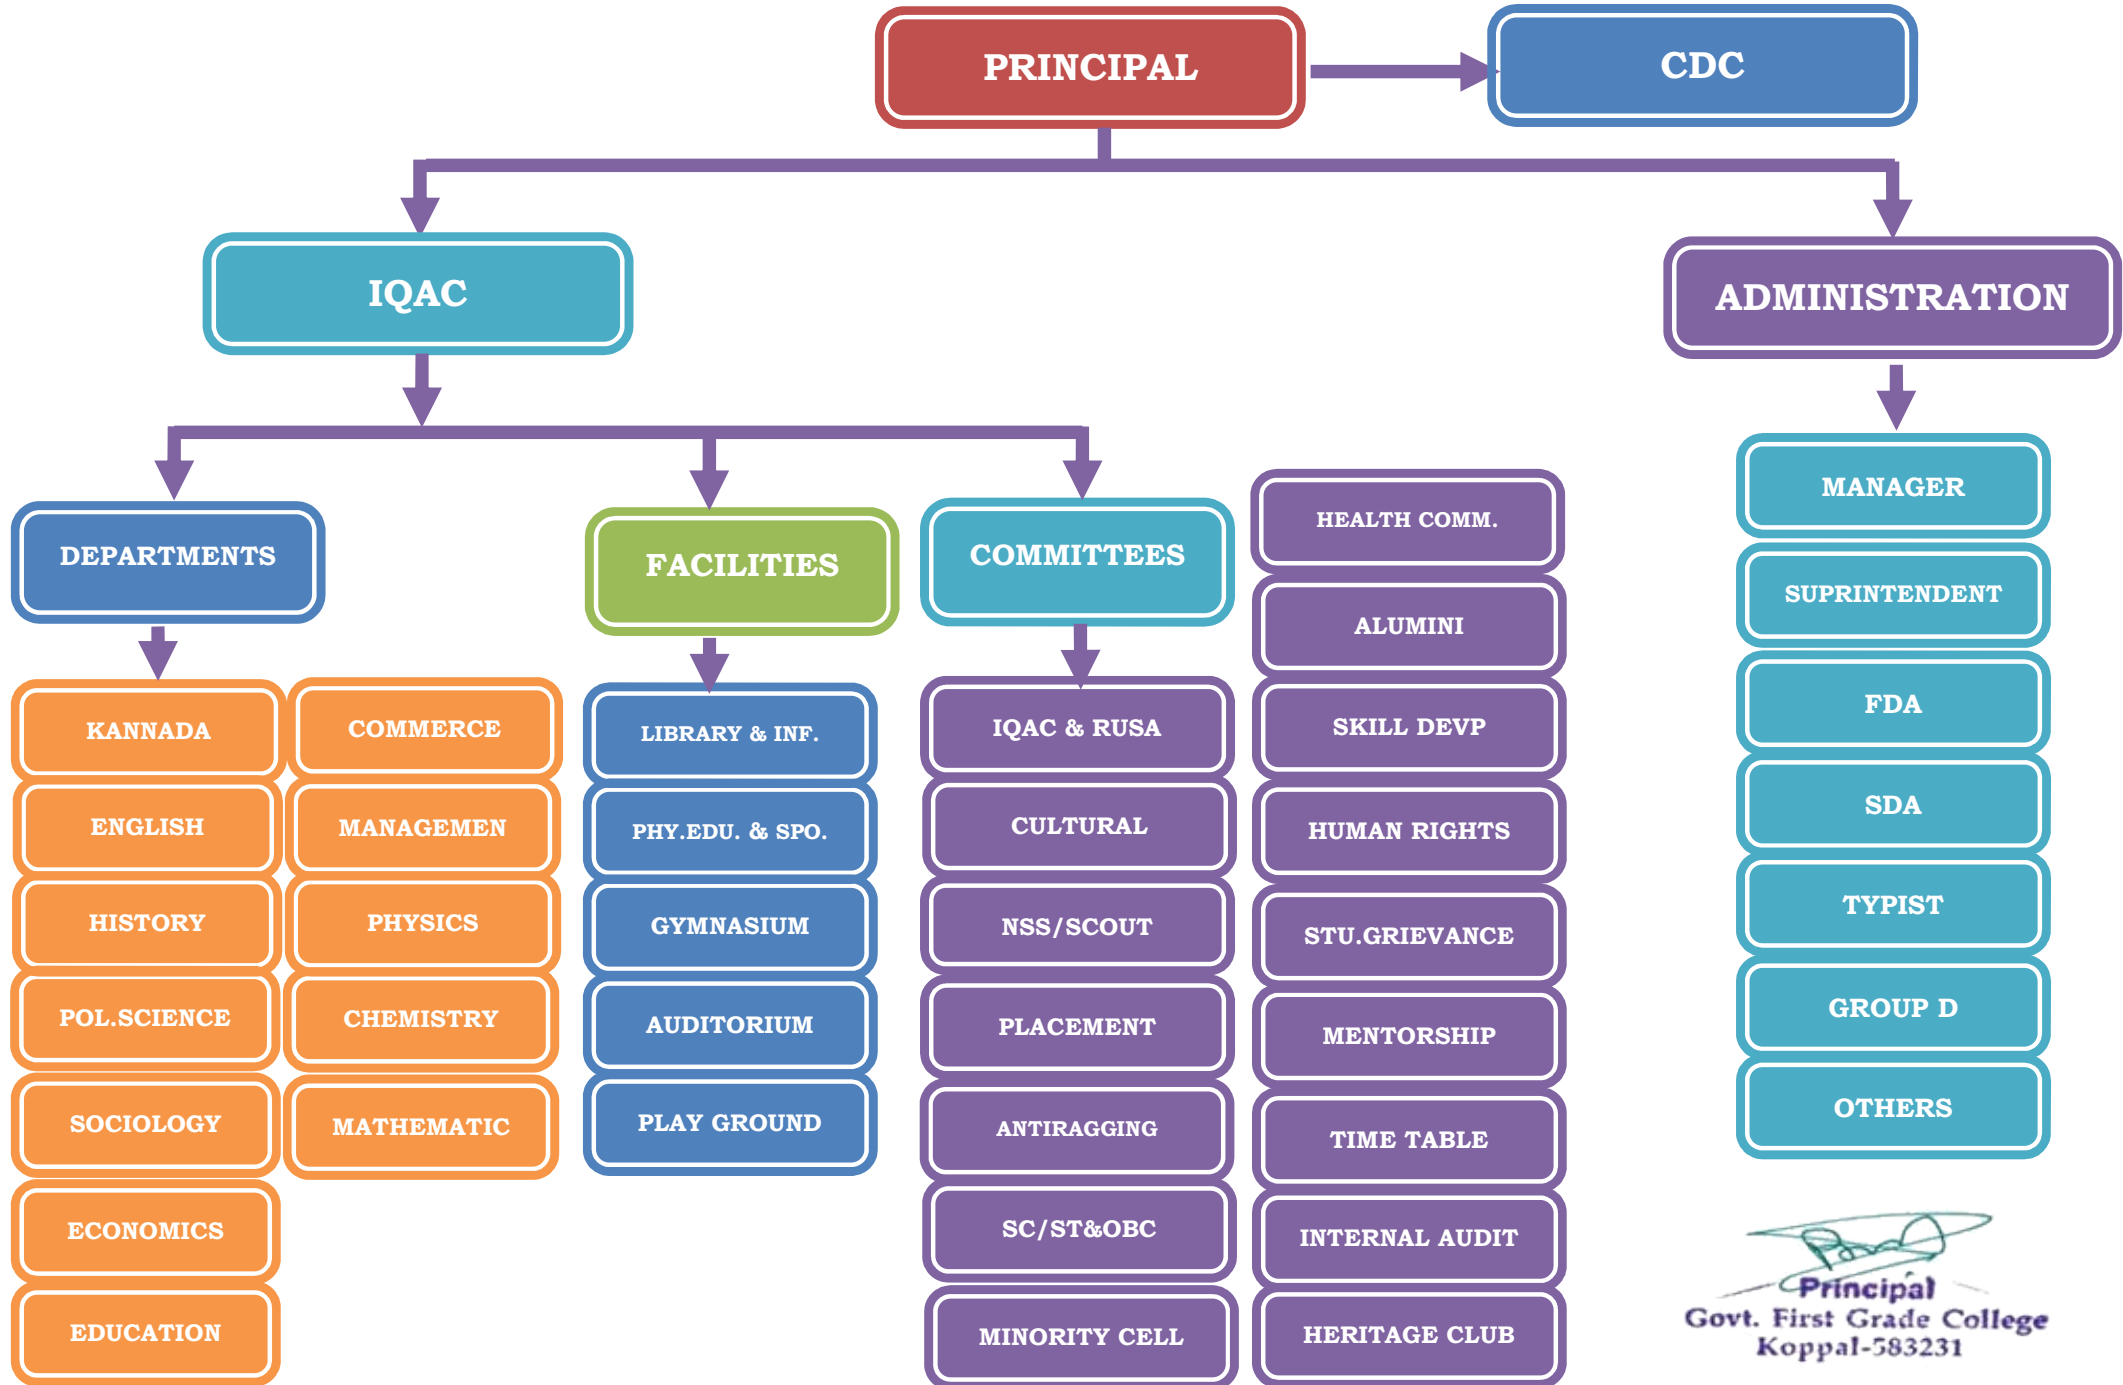 PRINCIPAL
CDC
IQAC
ADMINISTRATION
DEPARTMENTS
FACILITIES
COMMITTEES
KANNADA
ENGLISH
HISTORY
POL.SCIENCE
SOCIOLOGY
ECONOMICS
EDUCATION
COMMERCE
MANAGEMEN
PHYSICS
CHEMISTRY
MATHEMATIC
LIBRARY & INF.
PHY.EDU. & SPO.
GYMNASIUM
AUDITORIUM
PLAY GROUND
IQAC & RUSA
CULTURAL
NSS/SCOUT
PLACEMENT
ANTIRAGGING
SC/ST&OBC
MINORITY CELL
HEALTH COMM.
ALUMINI
SKILL DEVP
HUMAN RIGHTS
STU.GRIEVANCE
MENTORSHIP
TIME TABLE
INTERNAL AUDIT
HERITAGE CLUB
MANAGER
SUPRINTENDENT
FDA
SDA
TYPIST
GROUP D
OTHERS
Principal
Govt. First Grade College
Koppal-583231